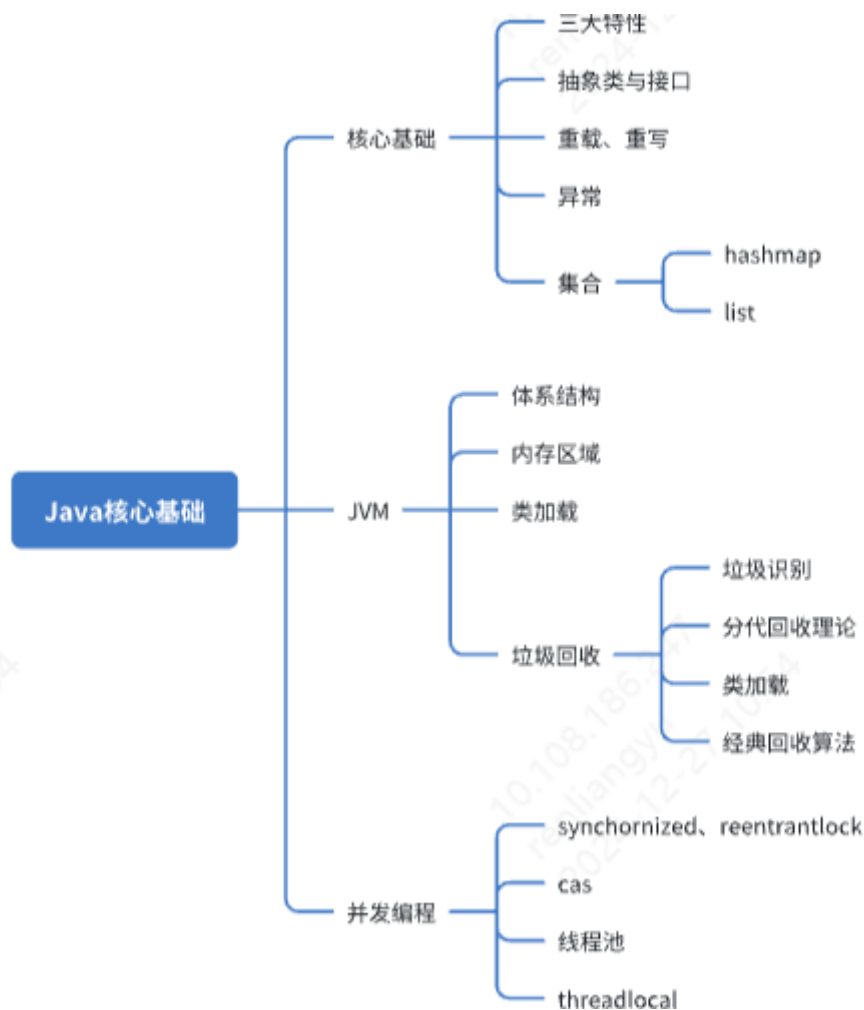 三大特性
抽象类与接口
核心基础
重载、重写
异常
hashmap
集合
list
体系结构
内存区域
Java核心基础
JVM
类加载
垃圾识别
分代回收理论
垃圾回收
类加载
经典回收算法
synchornized、reentrantlock
cas
并发编程
线程池
threadlocal